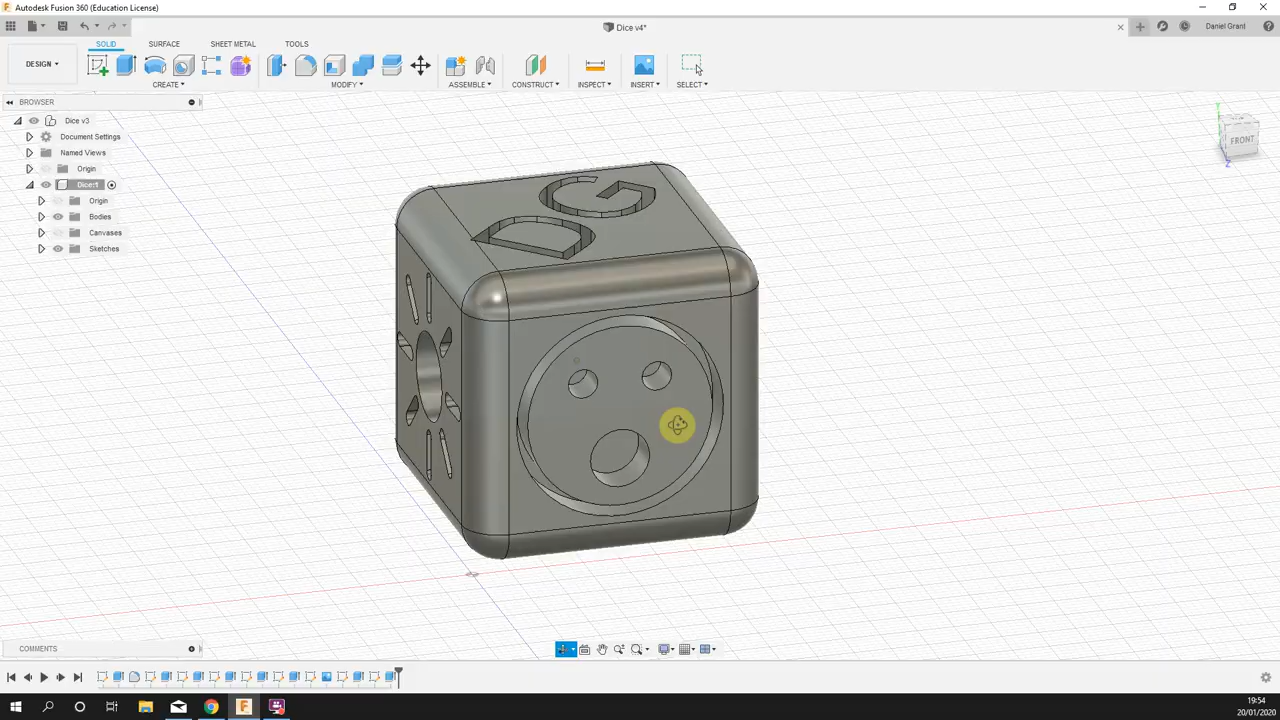 Autodesk Fusion 360 (Education License)
Dice v4*
Daniel Grant
DESIGN
SOLID
SURFACE
SHEET METAL
TOOLS
CREATE
MODIFY
ASSEMBLE
CONSTRUCT
INSPECT
INSERT
SELECT
BROWSER
Dice v3
Document Settings
Named Views
Origin
Dice:1
Origin
Bodies
Canvases
Sketches
FRONT
Y
Z
DG
COMMENTS
19:54
20/01/2020